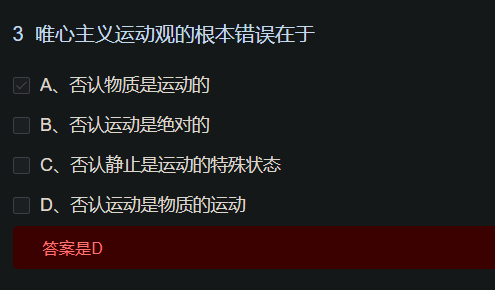 3 唯心主义运动观的根本错误在于
A、否认物质是运动的
B、否认运动是绝对的
C、否认静止是运动的特殊状态
D、否认运动是物质的运动
答案是D